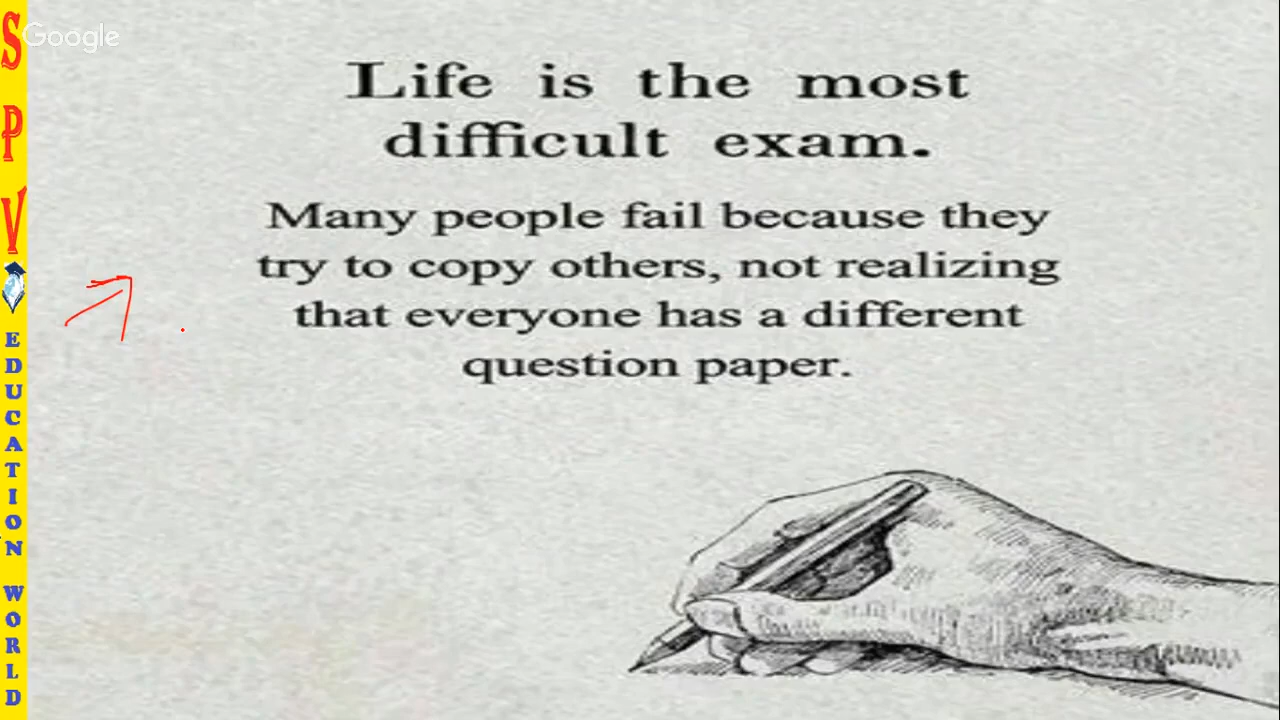 Google
S P V
EDUCATION WORLD
Life is the most
difficult exam.
Many people fail because they
try to copy others, not realizing
that everyone has a different
question paper.